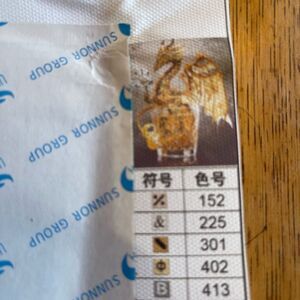 SUNNOR GROUP
SUNNOR GROUP
SUNNOR GROUP
符号 色号
152
& 225
301
Φ 402
B 413